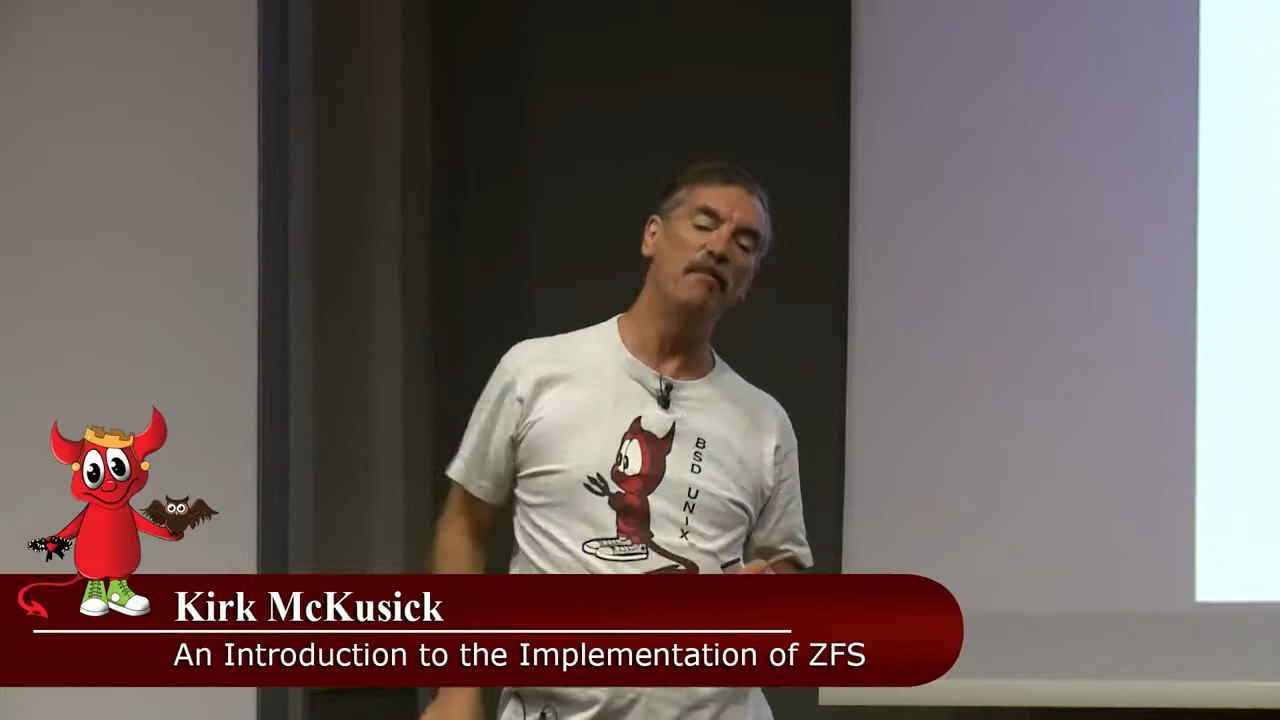 BSD UNIX
Kirk McKusick
An Introduction to the Implementation of ZFS